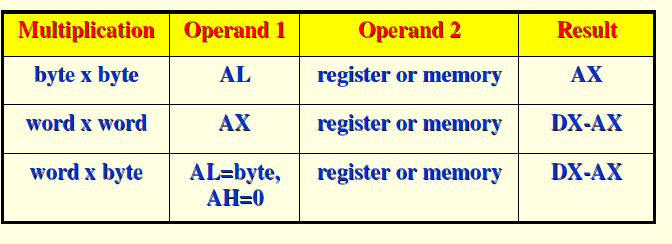 Multiplication Operand 1 Operand 2 Result
byte x byte AL register or memory AX
word x word AX register or memory DX-AX
word x byte AL=byte, register or memory DX-AX
AH=0